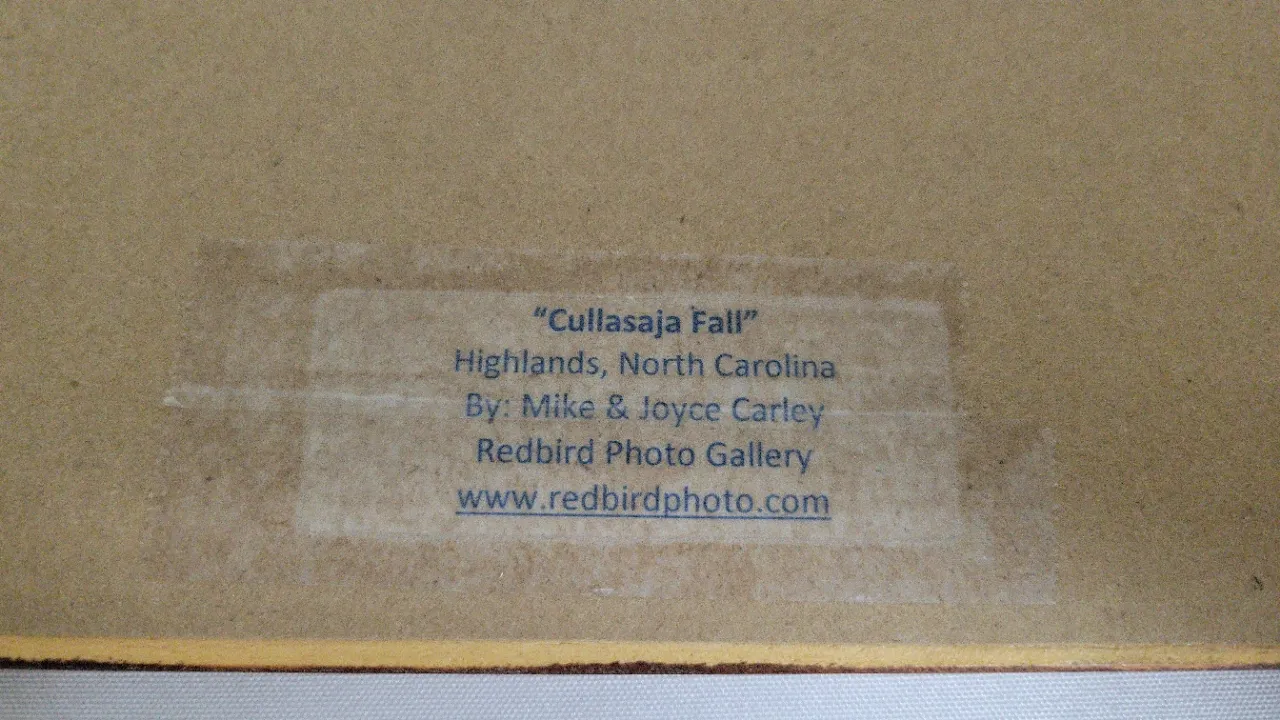 “Cullasaja Fall”
Highlands, North Carolina
By: Mike & Joyce Carley
Redbird Photo Gallery
www.redbirdphoto.com